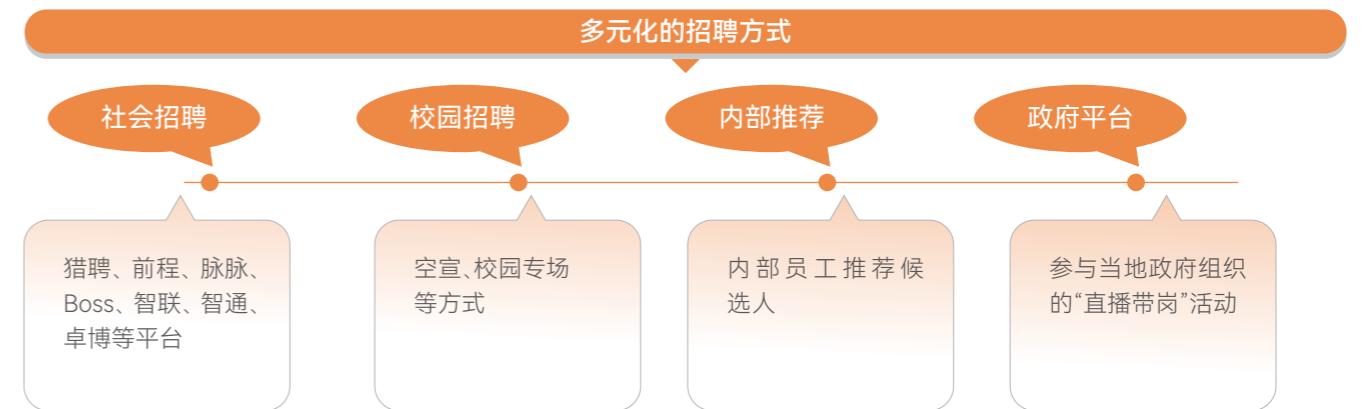 多元化的招聘方式
社会招聘
校园招聘
内部推荐
政府平台
猎聘、前程、脉脉、
Boss、智联、智通、
卓博等平台
空宣、校园专场
等方式
内部员工推荐候
选人
参与当地政府组织
的“直播带岗”活动